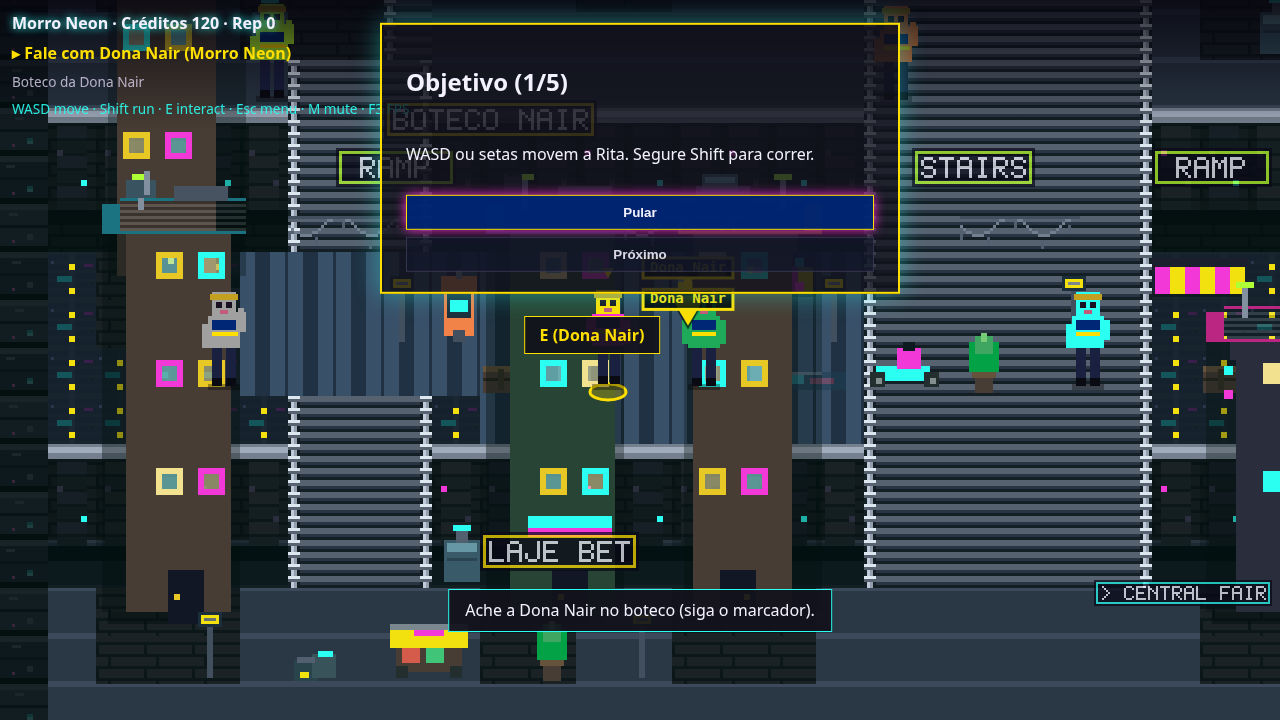 Morro Neon · Créditos 120 · Rep 0
▸ Fale com Dona Nair (Morro Neon)
Boteco da Dona Nair
WASD move · Shift run · E interact · Esc menu · M mute · F3
Objetivo (1/5)
BOTECO NAIR
WASD ou setas movem a Rita. Segure Shift para correr.
RAMP
STAIRS
RAMP
Pular
Próximo
Dona Nair
Dona Nair
E (Dona Nair)
LAJE BET
> CENTRAL FAIR
Ache a Dona Nair no boteco (siga o marcador).